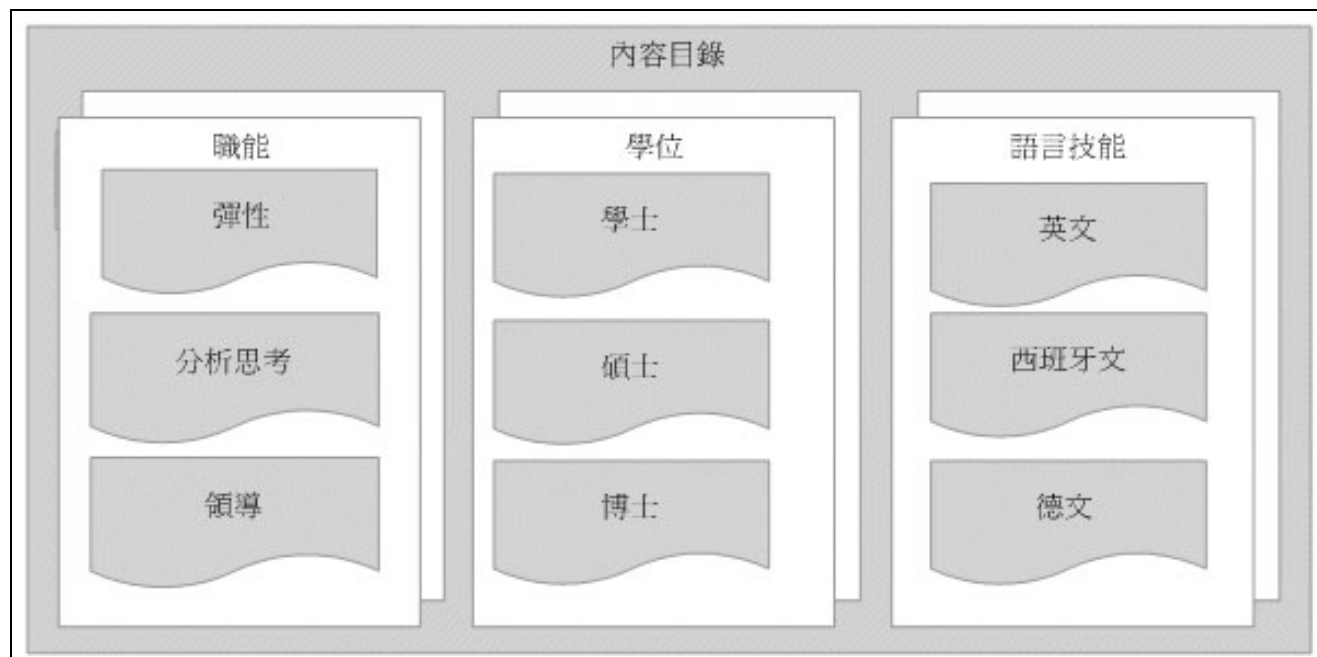 內容目錄
職能
彈性
分析思考
領導
學位
學士
碩士
博士
語言技能
英文
西班牙文
德文